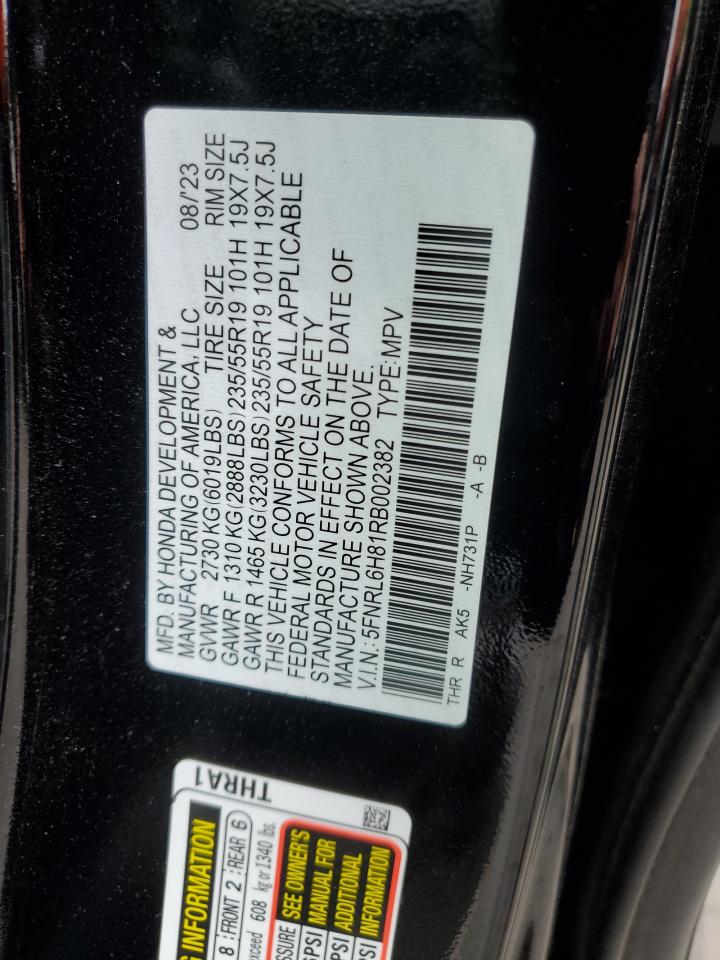 MFD. BY HONDA DEVELOPMENT &
MANUFACTURING OF AMERICA, LLC 08/'23
GVWR 2730 KG(6019LBS) TIRE SIZE RIM SIZE
GAWR F 1310 KG(2888LBS) 235/55R19 101H 19X7.5J
GAWR R 1465 KG(3230LBS) 235/55R19 101H 19X7.5J
THIS VEHICLE CONFORMS TO ALL APPLICABLE
FEDERAL MOTOR VEHICLE SAFETY
STANDARDS IN EFFECT ON THE DATE OF
MANUFACTURE SHOWN ABOVE.
V.I.N.: 5FNRL6H81RB002382 TYPE: MPV
THR R AK5 -NH731P -A -B
THRA1
INFORMATION
8 : FRONT 2 : REAR 6
exceed 608 kg or 1340 lbs.
SEE OWNER'S
MANUAL FOR
ADDITIONAL
INFORMATION